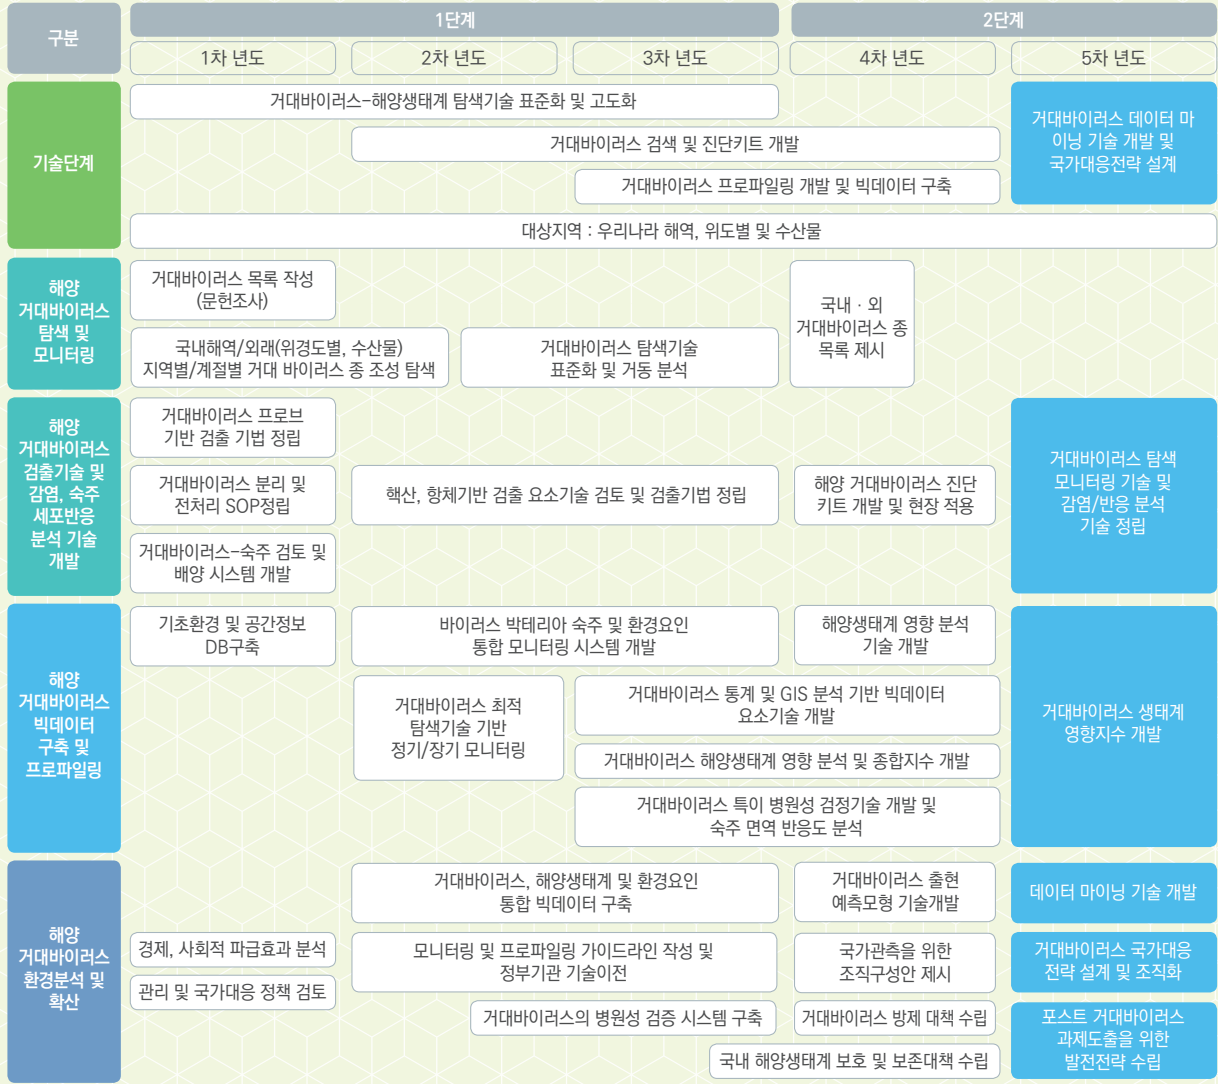 구분
1단계
2단계
1차 년도
2차 년도
3차 년도
4차 년도
5차 년도
기술단계
거대바이러스-해양생태계 탐색기술 표준화 및 고도화
거대바이러스 검색 및 진단키트 개발
거대바이러스 프로파일링 개발 및 빅데이터 구축
거대바이러스 데이터 마
이닝 기술 개발 및
국가대응전략 설계
대상지역 : 우리나라 해역, 위도별 및 수산물
해양
거대바이러스
탐색 및
모니터링
거대바이러스 목록 작성
(문헌조사)
국내해역/외래(위경도별, 수산물)
지역별/계절별 거대 바이러스 종 조성 탐색
거대바이러스 탐색기술
표준화 및 거동 분석
국내 · 외
거대바이러스 종
목록 제시
해양
거대바이러스
검출기술 및
감염, 숙주
세포반응
분석 기술
개발
거대바이러스 프로브
기반 검출 기법 정립
거대바이러스 분리 및
전처리 SOP정립
거대바이러스-숙주 검토 및
배양 시스템 개발
핵산, 항체기반 검출 요소기술 검토 및 검출기법 정립
해양 거대바이러스 진단
키트 개발 및 현장 적용
거대바이러스 탐색
모니터링 기술 및
감염/반응 분석
기술 정립
해양
거대바이러스
빅데이터
구축 및
프로파일링
기초환경 및 공간정보
DB구축
바이러스 박테리아 숙주 및 환경요인
통합 모니터링 시스템 개발
해양생태계 영향 분석
기술 개발
거대바이러스 최적
탐색기술 기반
정기/장기 모니터링
거대바이러스 통계 및 GIS 분석 기반 빅데이터
요소기술 개발
거대바이러스 해양생태계 영향 분석 및 종합지수 개발
거대바이러스 특이 병원성 검정기술 개발 및
숙주 면역 반응도 분석
거대바이러스 생태계
영향지수 개발
해양
거대바이러스
환경분석 및
확산
거대바이러스, 해양생태계 및 환경요인
통합 빅데이터 구축
거대바이러스 출현
예측모형 기술개발
데이터 마이닝 기술 개발
경제, 사회적 파급효과 분석
관리 및 국가대응 정책 검토
모니터링 및 프로파일링 가이드라인 작성 및
정부기관 기술이전
국가관측을 위한
조직구성안 제시
거대바이러스 국가대응
전략 설계 및 조직화
거대바이러스의 병원성 검증 시스템 구축
거대바이러스 방제 대책 수립
국내 해양생태계 보호 및 보존대책 수립
포스트 거대바이러스
과제도출을 위한
발전전략 수립